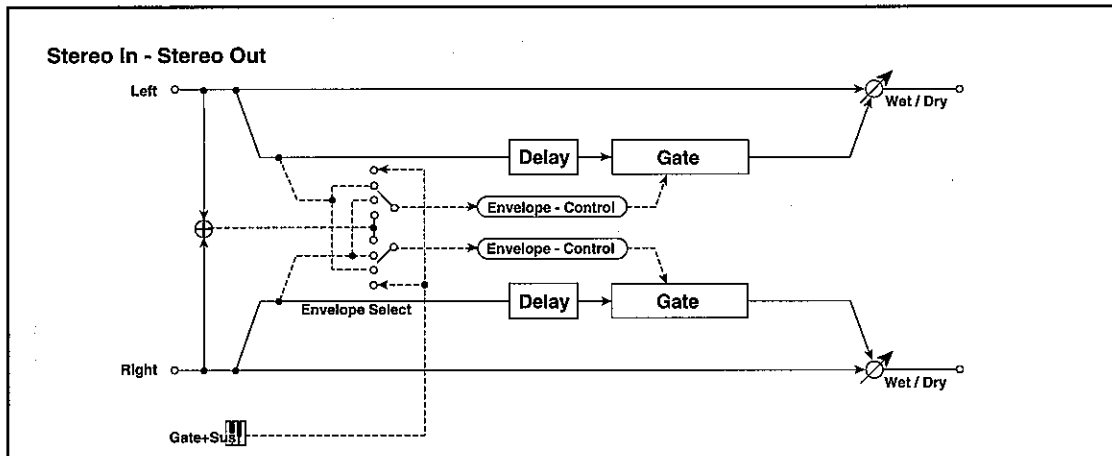 Stereo In - Stereo Out
Left
Wet / Dry
Delay
Gate
Envelope - Control
Envelope - Control
Envelope Select
Delay
Gate
Right
Wet / Dry
Gate+Sus